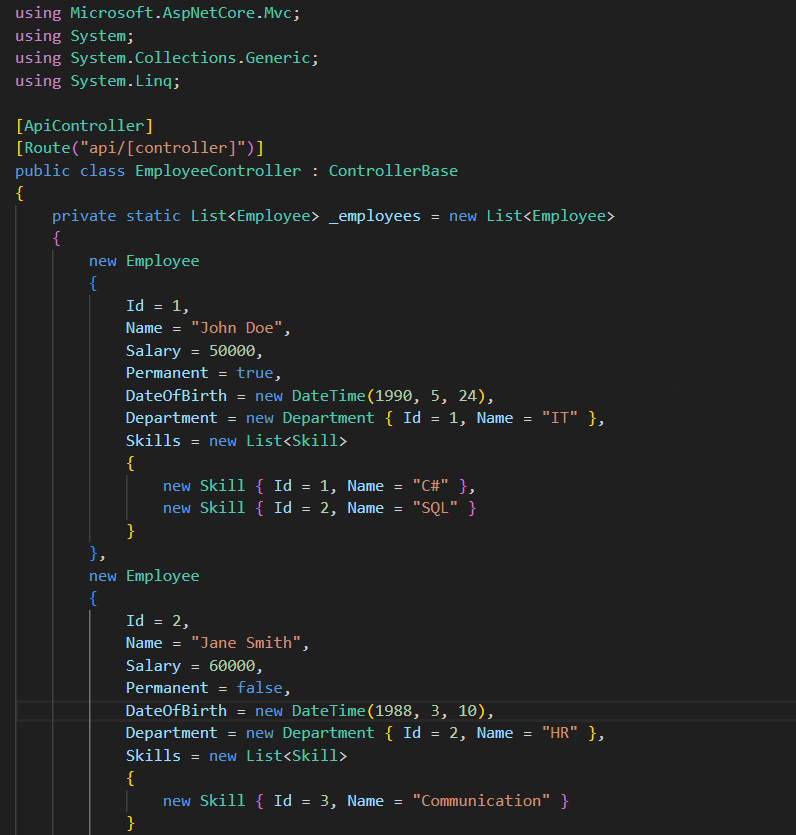 using Microsoft.AspNetCore.Mvc;
using System;
using System.Collections.Generic;
using System.Linq;

[ApiController]
[Route("api/[controller]")]
public class EmployeeController : ControllerBase
{
    private static List<Employee> _employees = new List<Employee>
    {
        new Employee
        {
            Id = 1,
            Name = "John Doe",
            Salary = 50000,
            Permanent = true,
            DateOfBirth = new DateTime(1990, 5, 24),
            Department = new Department { Id = 1, Name = "IT" },
            Skills = new List<Skill>
            {
                new Skill { Id = 1, Name = "C#" },
                new Skill { Id = 2, Name = "SQL" }
            }
        },
        new Employee
        {
            Id = 2,
            Name = "Jane Smith",
            Salary = 60000,
            Permanent = false,
            DateOfBirth = new DateTime(1988, 3, 10),
            Department = new Department { Id = 2, Name = "HR" },
            Skills = new List<Skill>
            {
                new Skill { Id = 3, Name = "Communication" }
            }